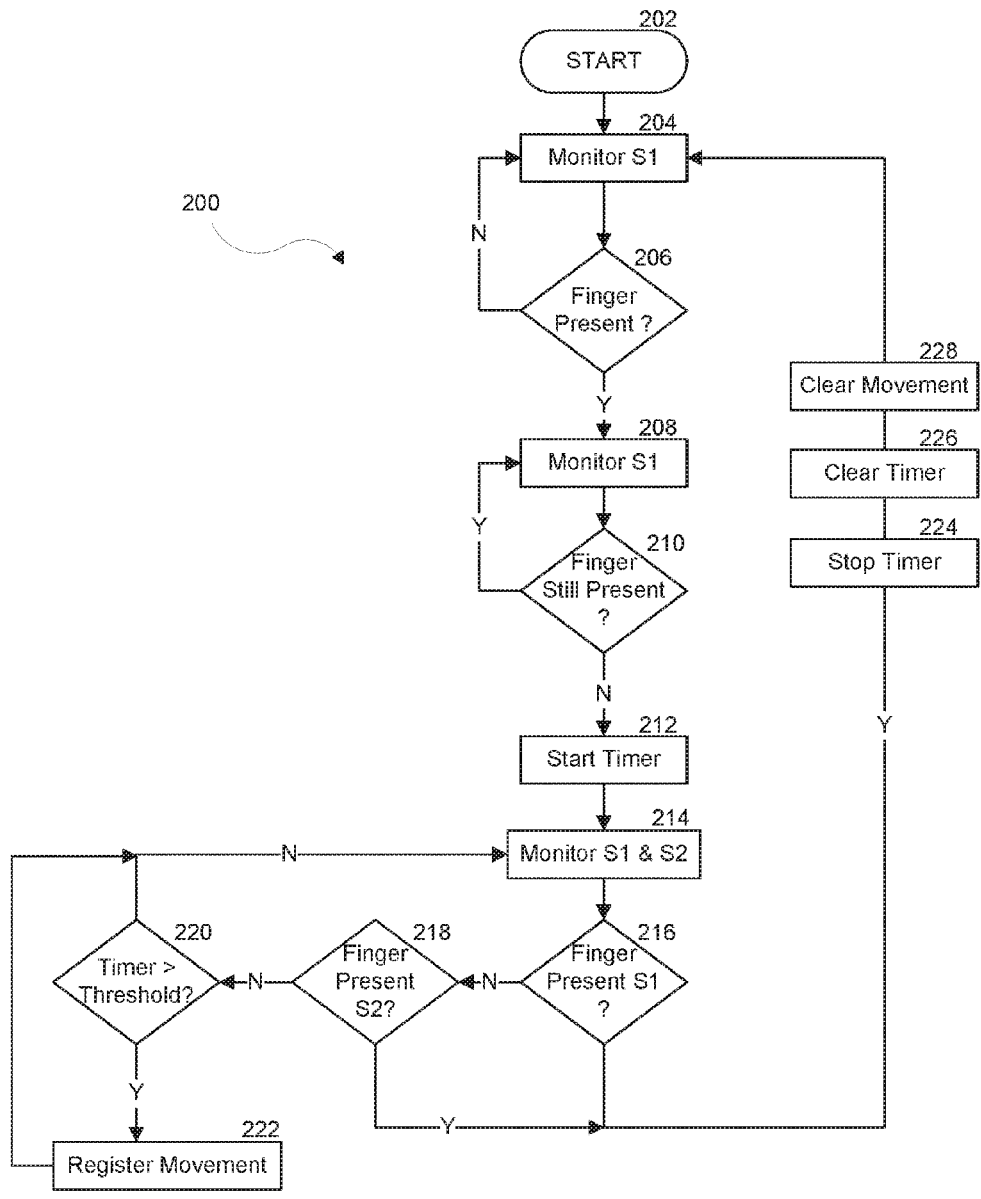 202
START
204
Monitor S1
200
N
206
Finger
Present ?
Y
208
Monitor S1
Y
210
Finger
Still Present
?
N
212
Start Timer
214
Monitor S1 & S2
N
216
Finger
Present S1
?
N
218
Finger
Present
S2?
N
220
Timer >
Threshold?
Y
222
Register Movement
Y
Y
224
Stop Timer
226
Clear Timer
228
Clear Movement